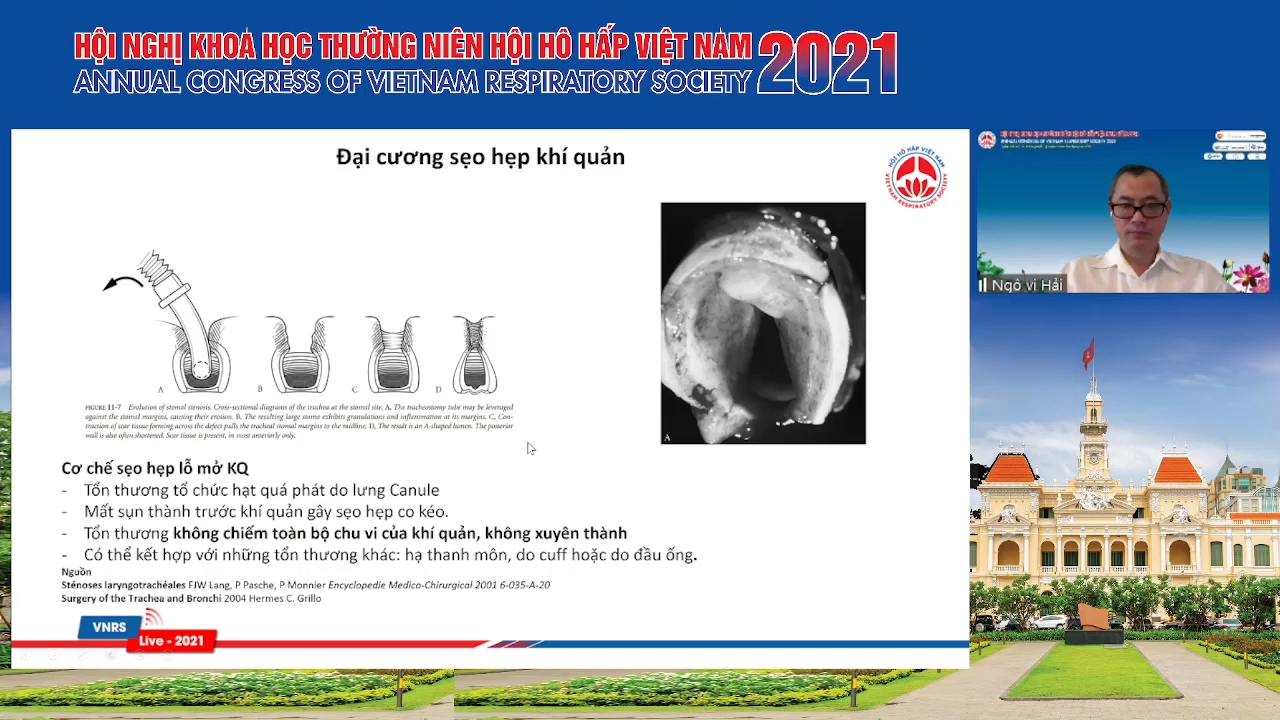 HỘI NGHỊ KHOA HỌC THƯỜNG NIÊN HỘI HÔ HẤP VIỆT NAM 2021
ANNUAL CONGRESS OF VIETNAM RESPIRATORY SOCIETY
Đại cương sẹo hẹp khí quản
HỘI HÔ HẤP VIỆT NAM
VIETNAM RESPIRATORY SOCIETY
Ngô vi Hải
A
B
C
D
FIGURE 11-7 Evolution of stomal stenosis. Cross-sectional diagrams of the trachea at the stomal site. A, The tracheostomy tube may be leveraged
against the stomal margins, causing their erosion. B, The resulting large stoma exhibits granulations and inflammation at its margins. C, Con-
traction of scar tissue forming across the defect pulls the tracheal stomal margins to the midline. D, The result is an A-shaped lumen. The posterior
wall is also often shortened. Scar tissue is present, in most anteriorly only.
A
Cơ chế sẹo hẹp lỗ mở KQ
- Tổn thương tổ chức hạt quá phát do lưng Canule
- Mất sụn thành trước khí quản gây sẹo hẹp co kéo.
- Tổn thương không chiếm toàn bộ chu vi của khí quản, không xuyên thành
- Có thể kết hợp với những tổn thương khác: hạ thanh môn, do cuff hoặc do đầu ống.
Nguồn
Sténoses laryngotrachéales FJW Lang, P Pasche, P Monnier Encyclopedie Medico-Chirurgical 2001 6-035-A-20
Surgery of the Trachea and Bronchi 2004 Hermes C. Grillo
VNRS
Live - 2021